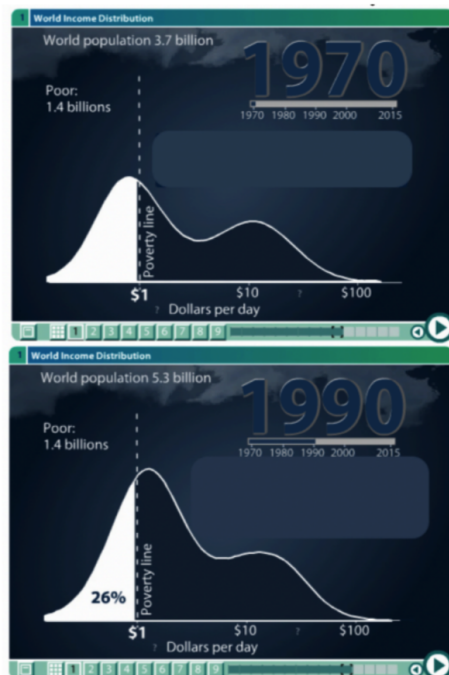 1 World Income Distribution
World population 3.7 billion
1970
Poor:
1.4 billions
1970 1980 1990 2000 2015
Poverty line
$1 $10 ? $100
? Dollars per day
1 2 3 4 5 6 7 8 9
1 World Income Distribution
World population 5.3 billion
1990
Poor:
1.4 billions
1970 1980 1990 2000 2015
26%
Poverty line
$1 $10 ? $100
? Dollars per day
1 2 3 4 5 6 7 8 9